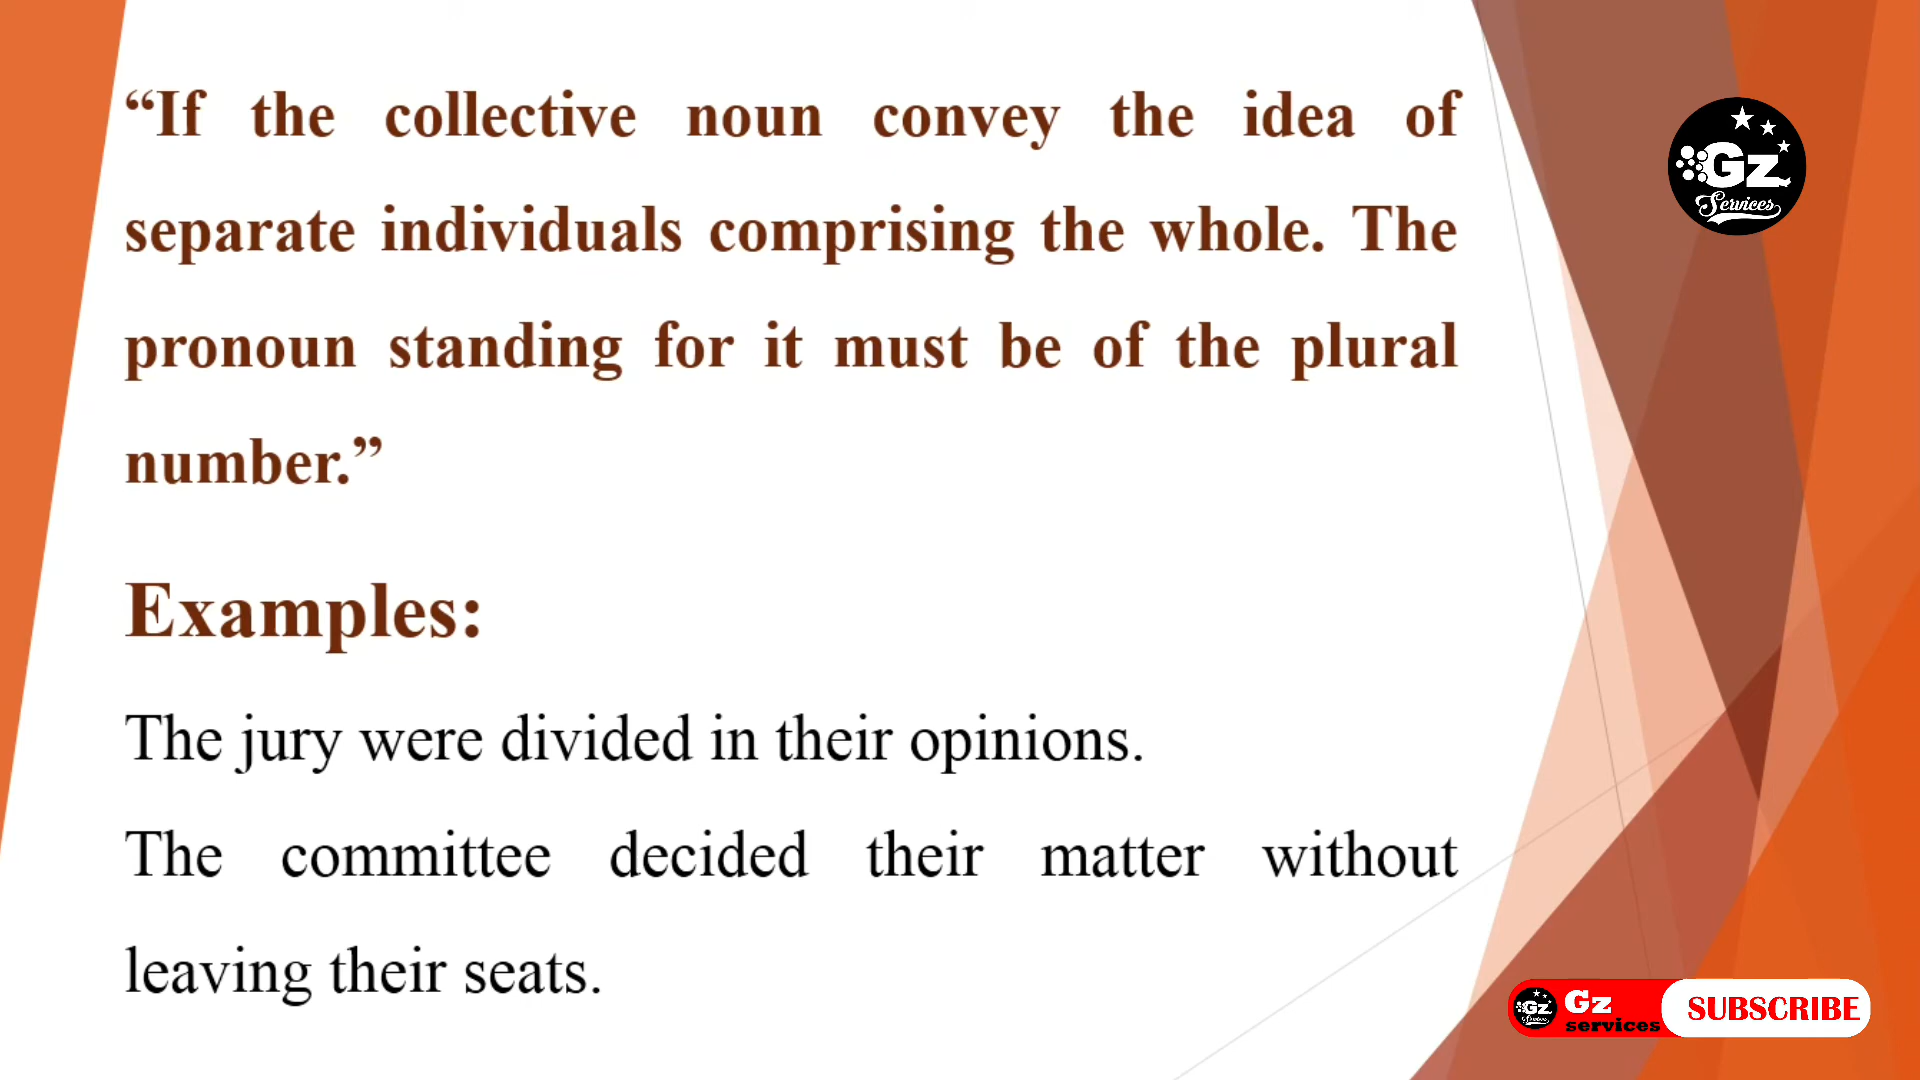 “If the collective noun convey the idea of
separate individuals comprising the whole. The
pronoun standing for it must be of the plural
number.”
Examples:
The jury were divided in their opinions.
The committee decided their matter without
leaving their seats.
Gz
Services
Gz
Services
Gz
services
SUBSCRIBE